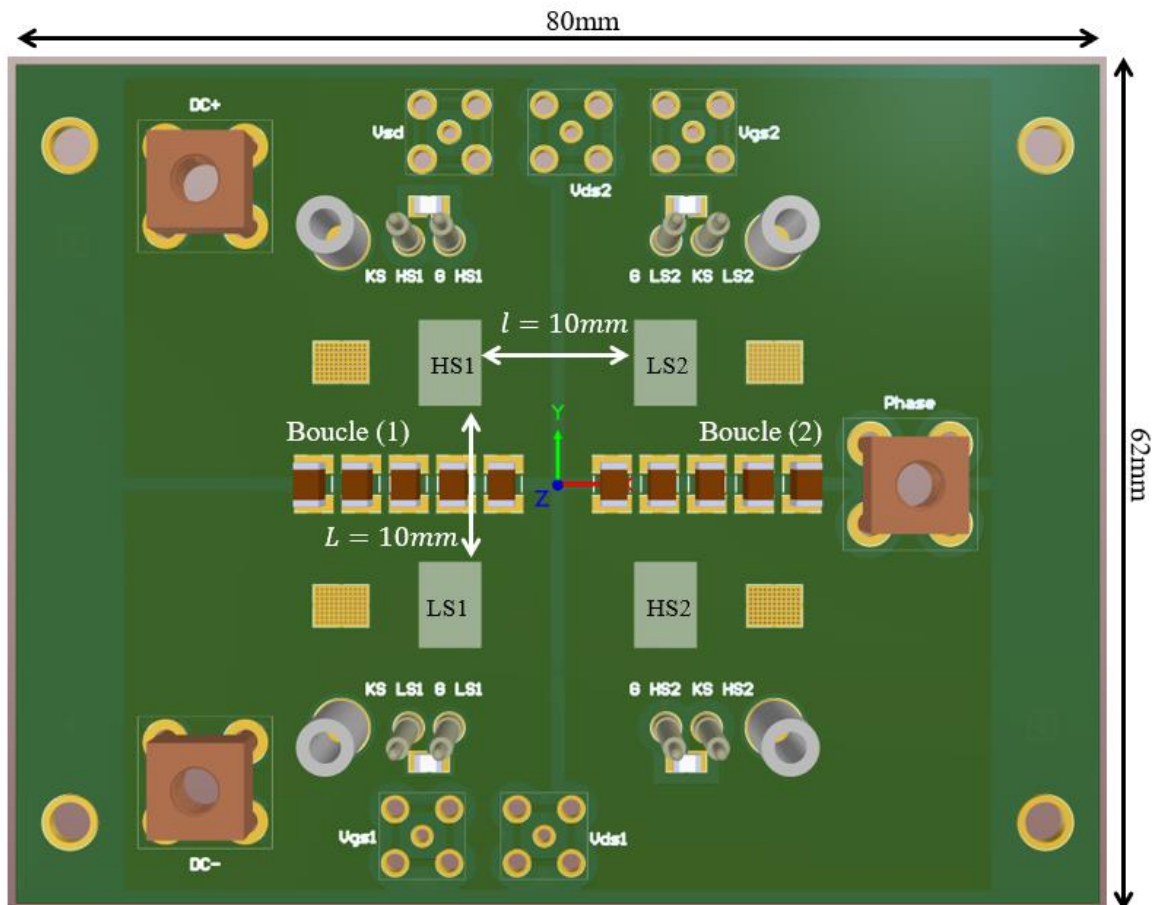 80mm
DC+
Vsd
Vds2
Vgs2
KS HS1 G HS1
G LS2 KS LS2
l = 10mm
HS1
LS2
Phase
Y
Boucle (1)
Boucle (2)
Z
62mm
L = 10mm
LS1
HS2
KS LS1 G LS1
G HS2 KS HS2
Vgs1
Vds1
DC-